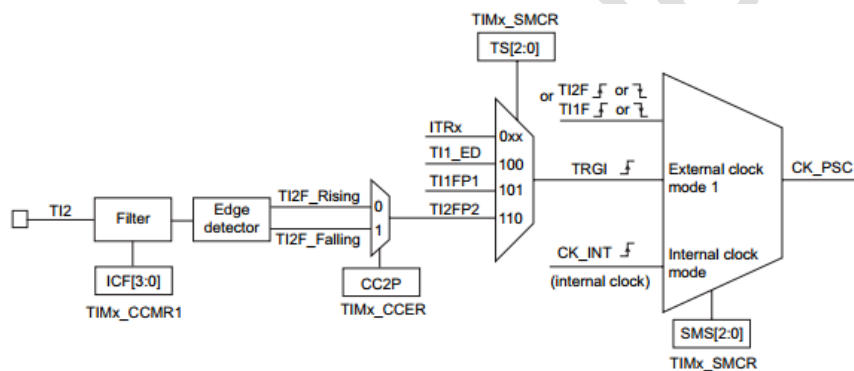 TIMx_SMCR
TS[2:0]
or TI2F or
TI1F or
ITRx
0xx
TI1_ED
100
TRGI
External clock
mode 1
CK_PSC
TI1FP1
101
TI2F_Rising
TI2
Filter
Edge
detector
0
TI2FP2
110
TI2F_Falling
1
CK_INT
Internal clock
mode
(internal clock)
ICF[3:0]
CC2P
TIMx_CCMR1
TIMx_CCER
SMS[2:0]
TIMx_SMCR